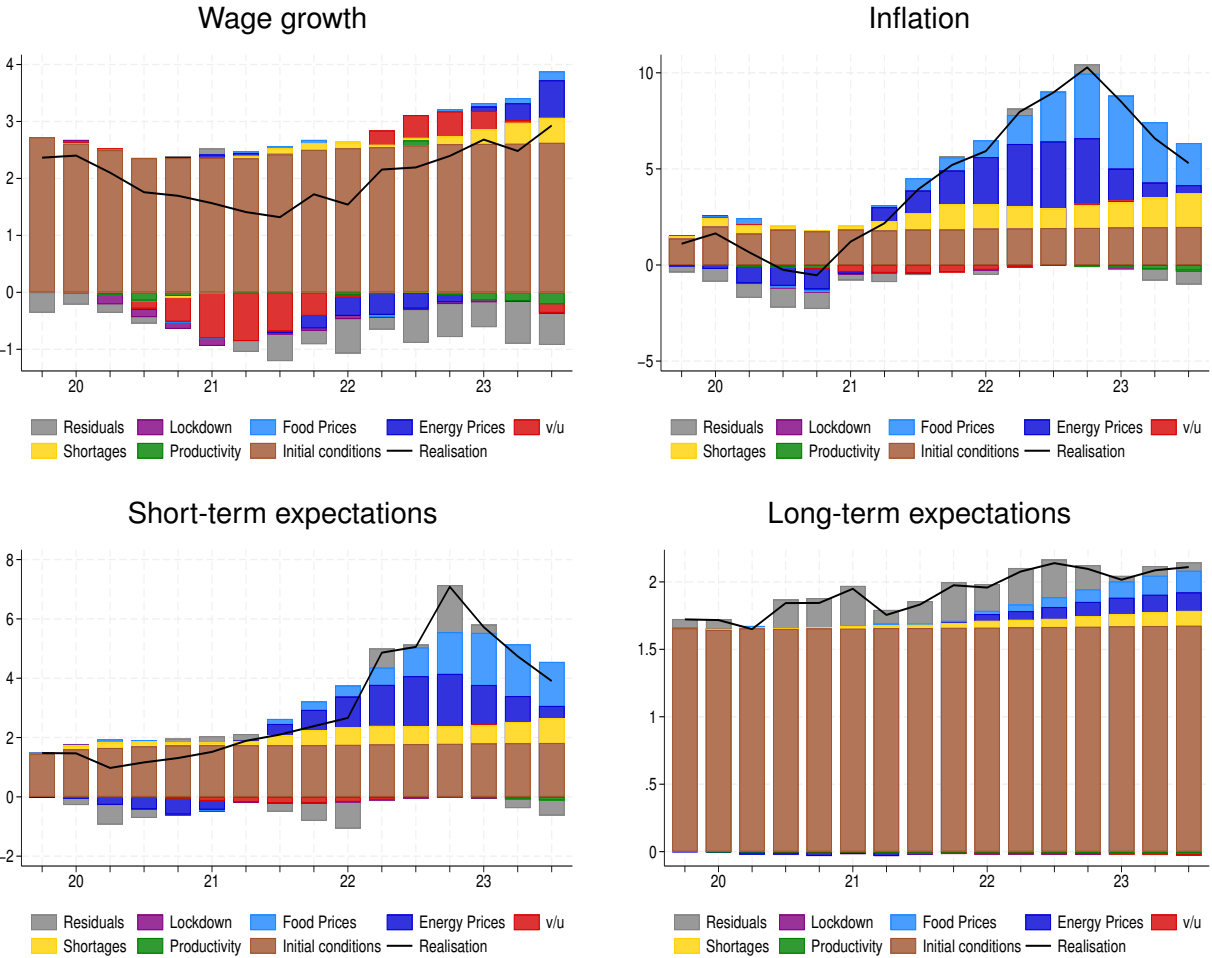 Wage growth
4
3
2
1
0
−1
20 21 22 23
Residuals Lockdown Food Prices Energy Prices v/u
Shortages Productivity Initial conditions Realisation
Inflation
10
5
0
−5
20 21 22 23
Residuals Lockdown Food Prices Energy Prices v/u
Shortages Productivity Initial conditions Realisation
Short-term expectations
8
6
4
2
0
−2
20 21 22 23
Residuals Lockdown Food Prices Energy Prices v/u
Shortages Productivity Initial conditions Realisation
Long-term expectations
2
1.5
1
.5
0
20 21 22 23
Residuals Lockdown Food Prices Energy Prices v/u
Shortages Productivity Initial conditions Realisation